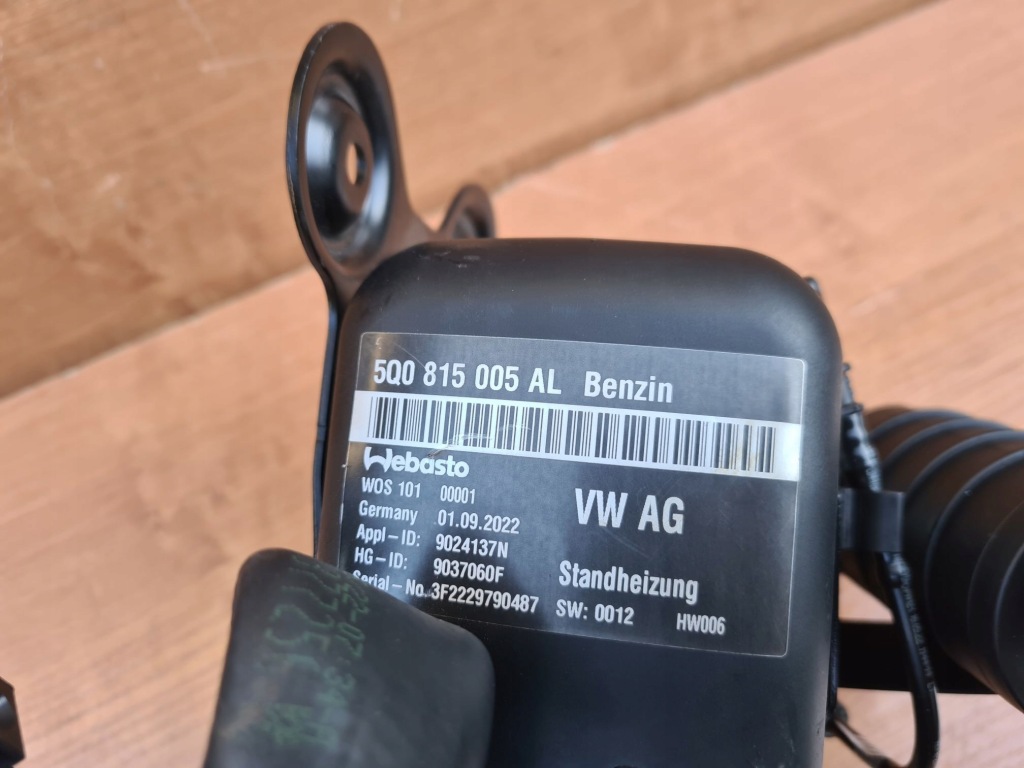 5Q0 815 005 AL Benzin
Webasto
WOS 101 00001
VW AG
Germany 01.09.2022
Appl-ID: 9024137N
HG-ID: 9037060F
Standheizung
Serial-No. 3F2229790487
SW: 0012 HW006